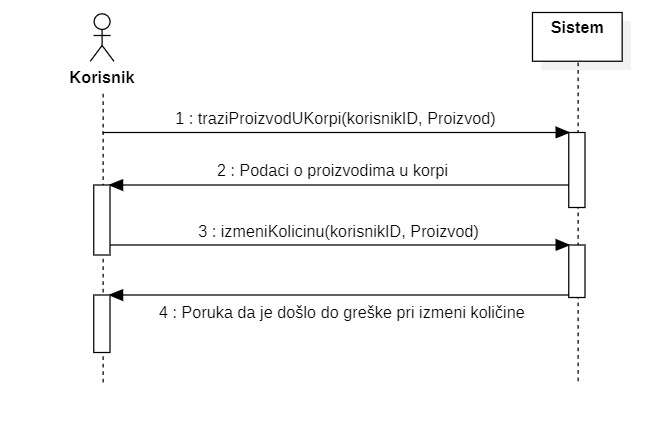 Korisnik
Sistem
1 : traziProizvodUKorpi(korisnikID, Proizvod)
2 : Podaci o proizvodima u korpi
3 : izmeniKolicinu(korisnikID, Proizvod)
4 : Poruka da je došlo do greške pri izmeni količine